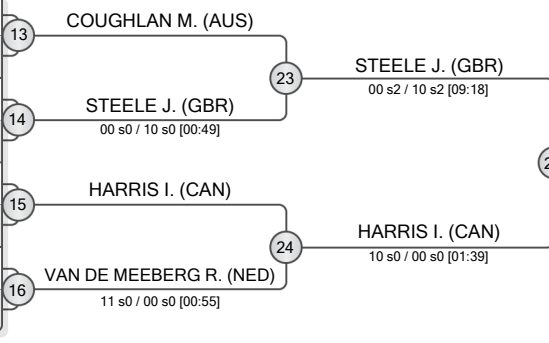 13
COUGHLAN M. (AUS)
23
STEELE J. (GBR)
00 s2 / 10 s2 [09:18]
14
STEELE J. (GBR)
00 s0 / 10 s0 [00:49]
15
HARRIS I. (CAN)
24
HARRIS I. (CAN)
10 s0 / 00 s0 [01:39]
16
VAN DE MEEBERG R. (NED)
11 s0 / 00 s0 [00:55]